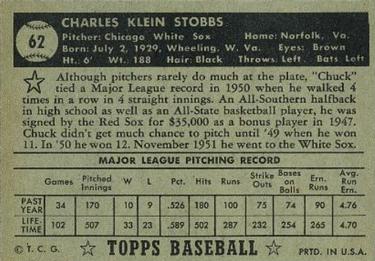 CHARLES KLEIN STOBBS
62
Pitcher: Chicago White Sox Home: Norfolk, Va.
Born: July 2, 1929, Wheeling, W. Va. Eyes: Brown
Ht.: 6' Wt.: 188 Hair: Black Throws: Left Bats Left
Although pitchers rarely do much at the plate, "Chuck"
tied a Major League record in 1950 when he walked 4
times in a row in 4 straight innings. An All-Southern halfback
in high school as well as an All-State basketball player, he was
signed by the Red Sox for $35,000 as a bonus player in 1947.
Chuck didn't get much chance to pitch until '49 when he won
11. In '50 he won 12. November 1951 he went to the White Sox.
MAJOR LEAGUE PITCHING RECORD
Games Pitched Innings W L Pct. Hits Runs Strike Outs Bases on Balls Ern. Runs Avg. Ern. Run
PAST YEAR 34 170 10 9 .526 180 100 75 74 90 4.76
LIFE-TIME 102 507 33 23 .589 502 287 232 254 265 4.70
© T. C. G. TOPPS BASEBALL PRTD. IN U.S.A.